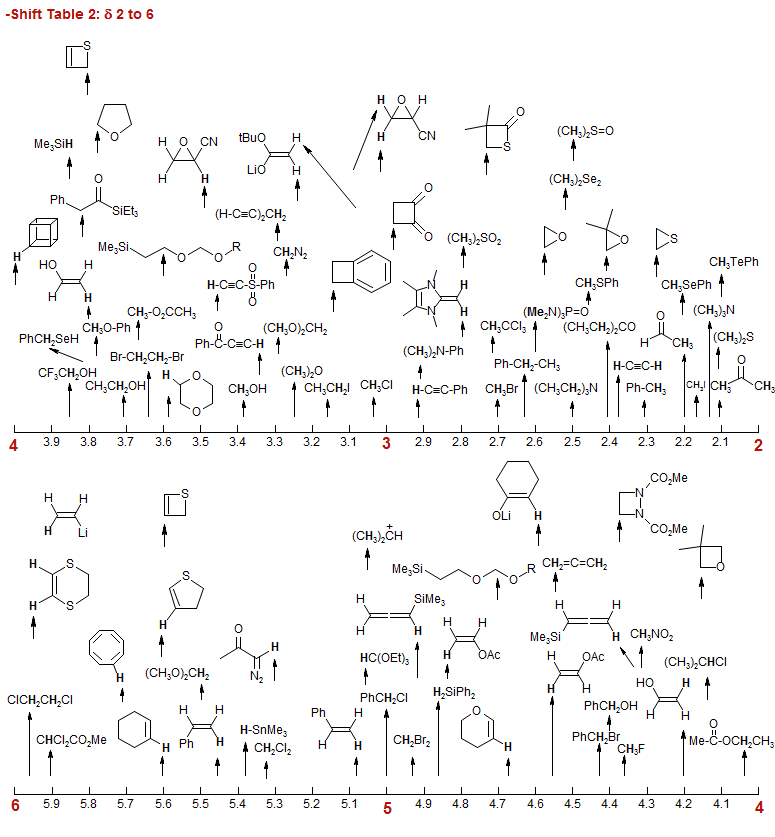 -Shift Table 2: δ 2 to 6
S
O
Me₃SiH
Ph
O
SiEt₃
H
O
CN
H
H
tBuO
H
LiO
H
H
O
H
H
CN
O
S
(CH₃)₂S=O
(CH₃)₂Se₂
(H-C≡C)₂CH₂
O
O
(CH₃)₂SO₂
O
O
S
CH₃TePh
H
Me₃Si
O
O
R
CH₂N₂
H-C≡C-S-Ph
O
O
N
N
H
H
CH₃SPh
CH₃SePh
HO
H
H
CH₃-O₂CCH₃
(Me₂N)₃P=O
(CH₃)₃N
CH₃O-Ph
(CH₃O)₂CH₂
CH₃CCl₃
(CH₃CH₂)₂CO
O
H
CH₃
(CH₃)₂S
PhCH₂SeH
Br-CH₂CH₂-Br
O
Ph-C-C≡C-H
(CH₃)₂N-Ph
Ph-CH₂-CH₃
H-C≡C-H
O
CF₃CH₂OH
CH₃CH₂OH
H
O
O
CH₃OH
(CH₃)₂O
CH₃CH₂I
CH₃Cl
H-C≡C-Ph
CH₃Br
(CH₃CH₂)₃N
Ph-CH₃
CH₃I
CH₃
CH₃
4 3.9 3.8 3.7 3.6 3.5 3.4 3.3 3.2 3.1 3 2.9 2.8 2.7 2.6 2.5 2.4 2.3 2.2 2.1 2
H
H
H
Li
S
OLi
H
N
N
CO₂Me
CO₂Me
(CH₃)₂CH
+
O
H
S
H
S
S
H
Me₃Si
O
O
R
CH₂=C=CH₂
H
H
SiMe₃
H
H
H
H
OAc
H
H
Me₃Si
H
CH₃NO₂
H
O
H
N₂
(CH₃O)₂CH₂
HC(OEt)₃
H
OAc
H
H
(CH₃)₂CHCl
ClCH₂CH₂Cl
PhCH₂Cl
H₂SiPh₂
HO
H
H
PhCH₂OH
CHCl₂CO₂Me
H
H
H
Ph
H-SnMe₃
CH₂Cl₂
Ph
H
H
H
CH₂Br₂
O
H
PhCH₂Br
CH₃F
O
Me-C-OCH₂CH₃
6 5.9 5.8 5.7 5.6 5.5 5.4 5.3 5.2 5.1 5 4.9 4.8 4.7 4.6 4.5 4.4 4.3 4.2 4.1 4